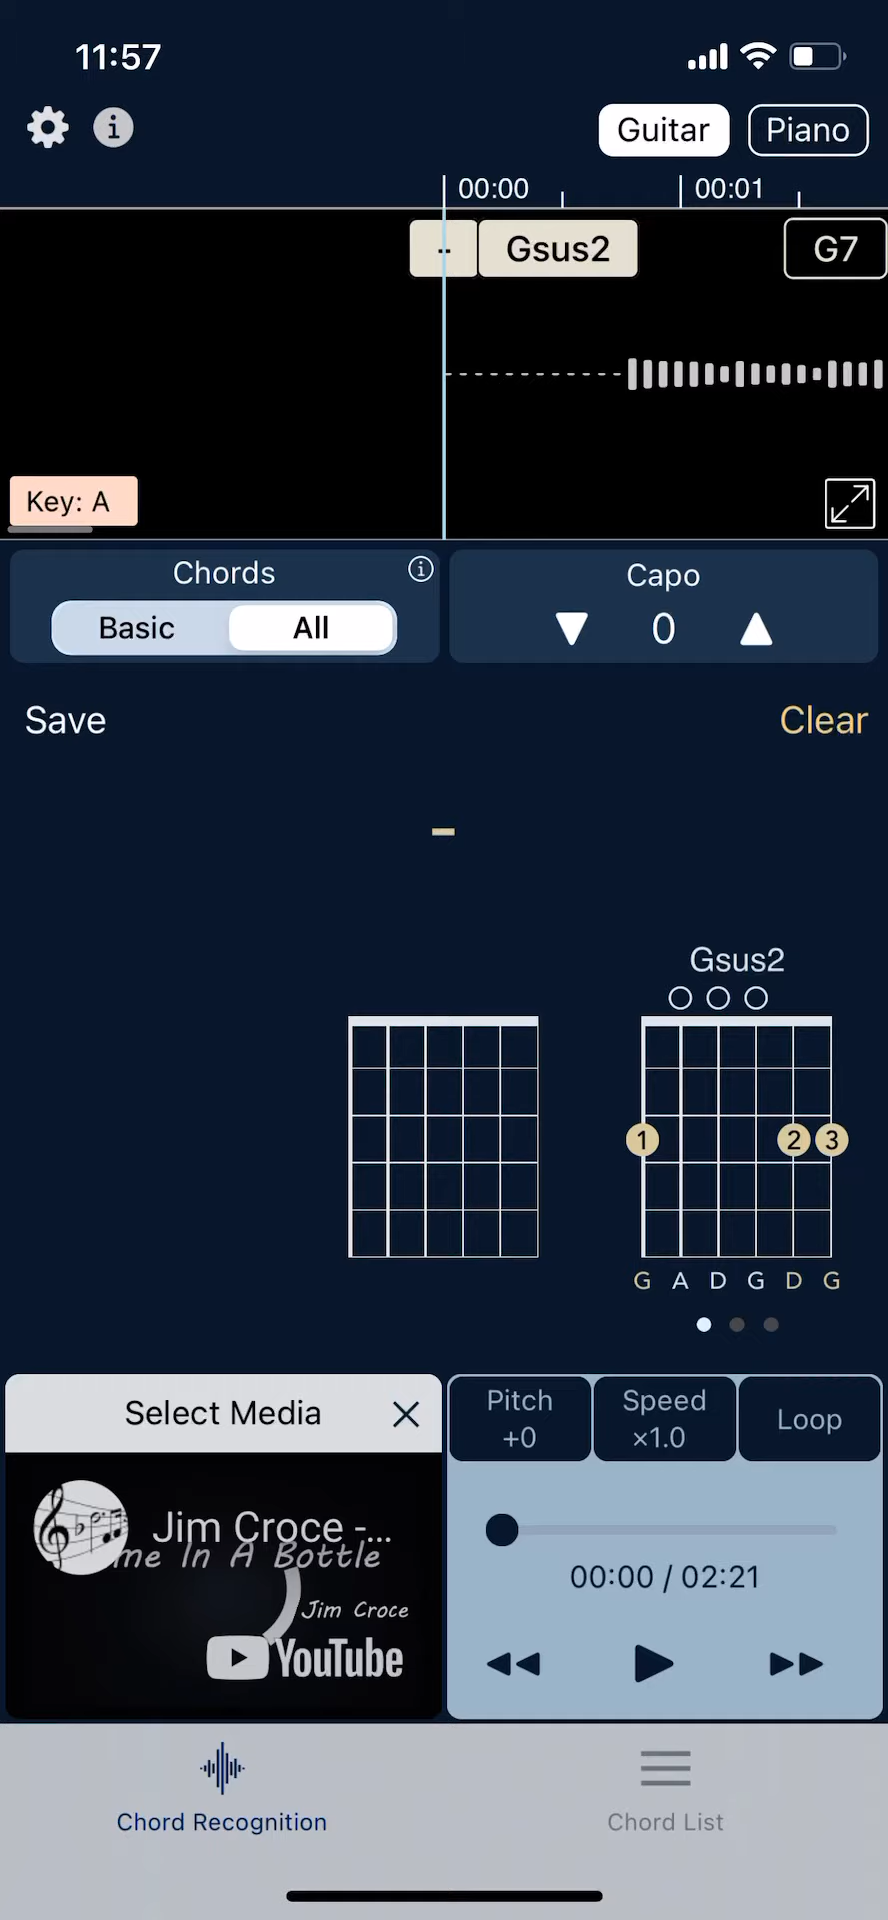 11:57
i
Guitar
Piano
00:00
00:01
-
Gsus2
G7
Key: A
Chords
i
Capo
Basic
All
0
Save
Clear
-
Gsus2
1
2
3
G A D G D G
Select Media
Pitch
+0
Speed
×1.0
Loop
Jim Croce -...
me In A Bottle
Jim Croce
YouTube
00:00 / 02:21
Chord Recognition
Chord List